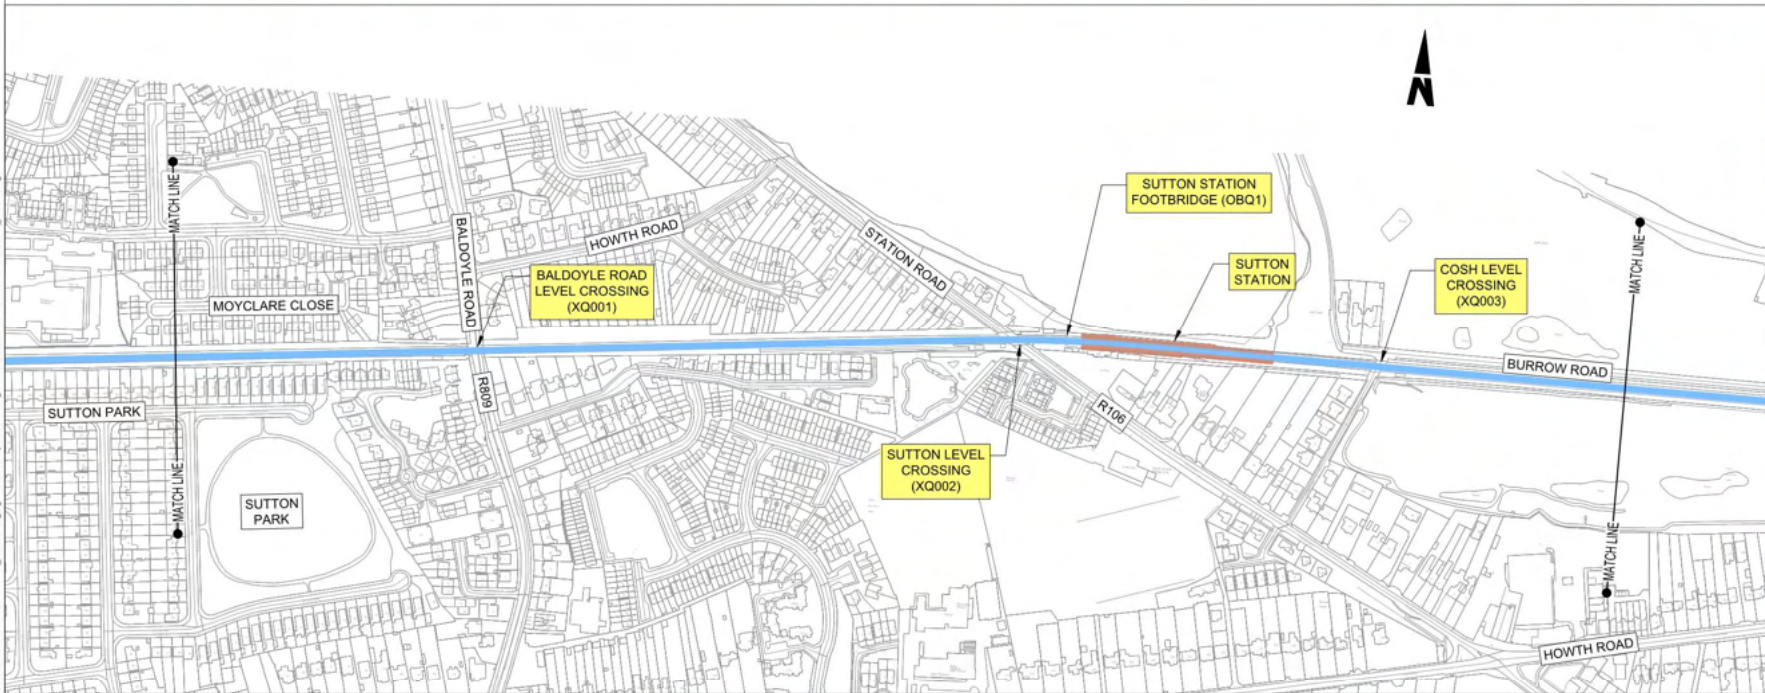 N
MATCH LINE
SUTTON STATION
FOOTBRIDGE (OBQ1)
BALDOYLE ROAD
HOWTH ROAD
STATION ROAD
MATCH LINE
BALDOYLE ROAD
LEVEL CROSSING
(XQ001)
SUTTON
STATION
COSH LEVEL
CROSSING
(XQ003)
MOYCLARE CLOSE
BURROW ROAD
SUTTON PARK
R809
R106
SUTTON LEVEL
CROSSING
(XQ002)
MATCH LINE
SUTTON
PARK
MATCH LINE
HOWTH ROAD